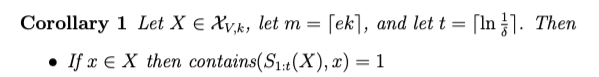 Corollary 1 Let X ∈ 𝒳_{V,k}, let m = ⌈ek⌉, and let t = ⌈ln 1/δ⌉. Then
• If x ∈ X then contains(S_{1:t}(X), x) = 1